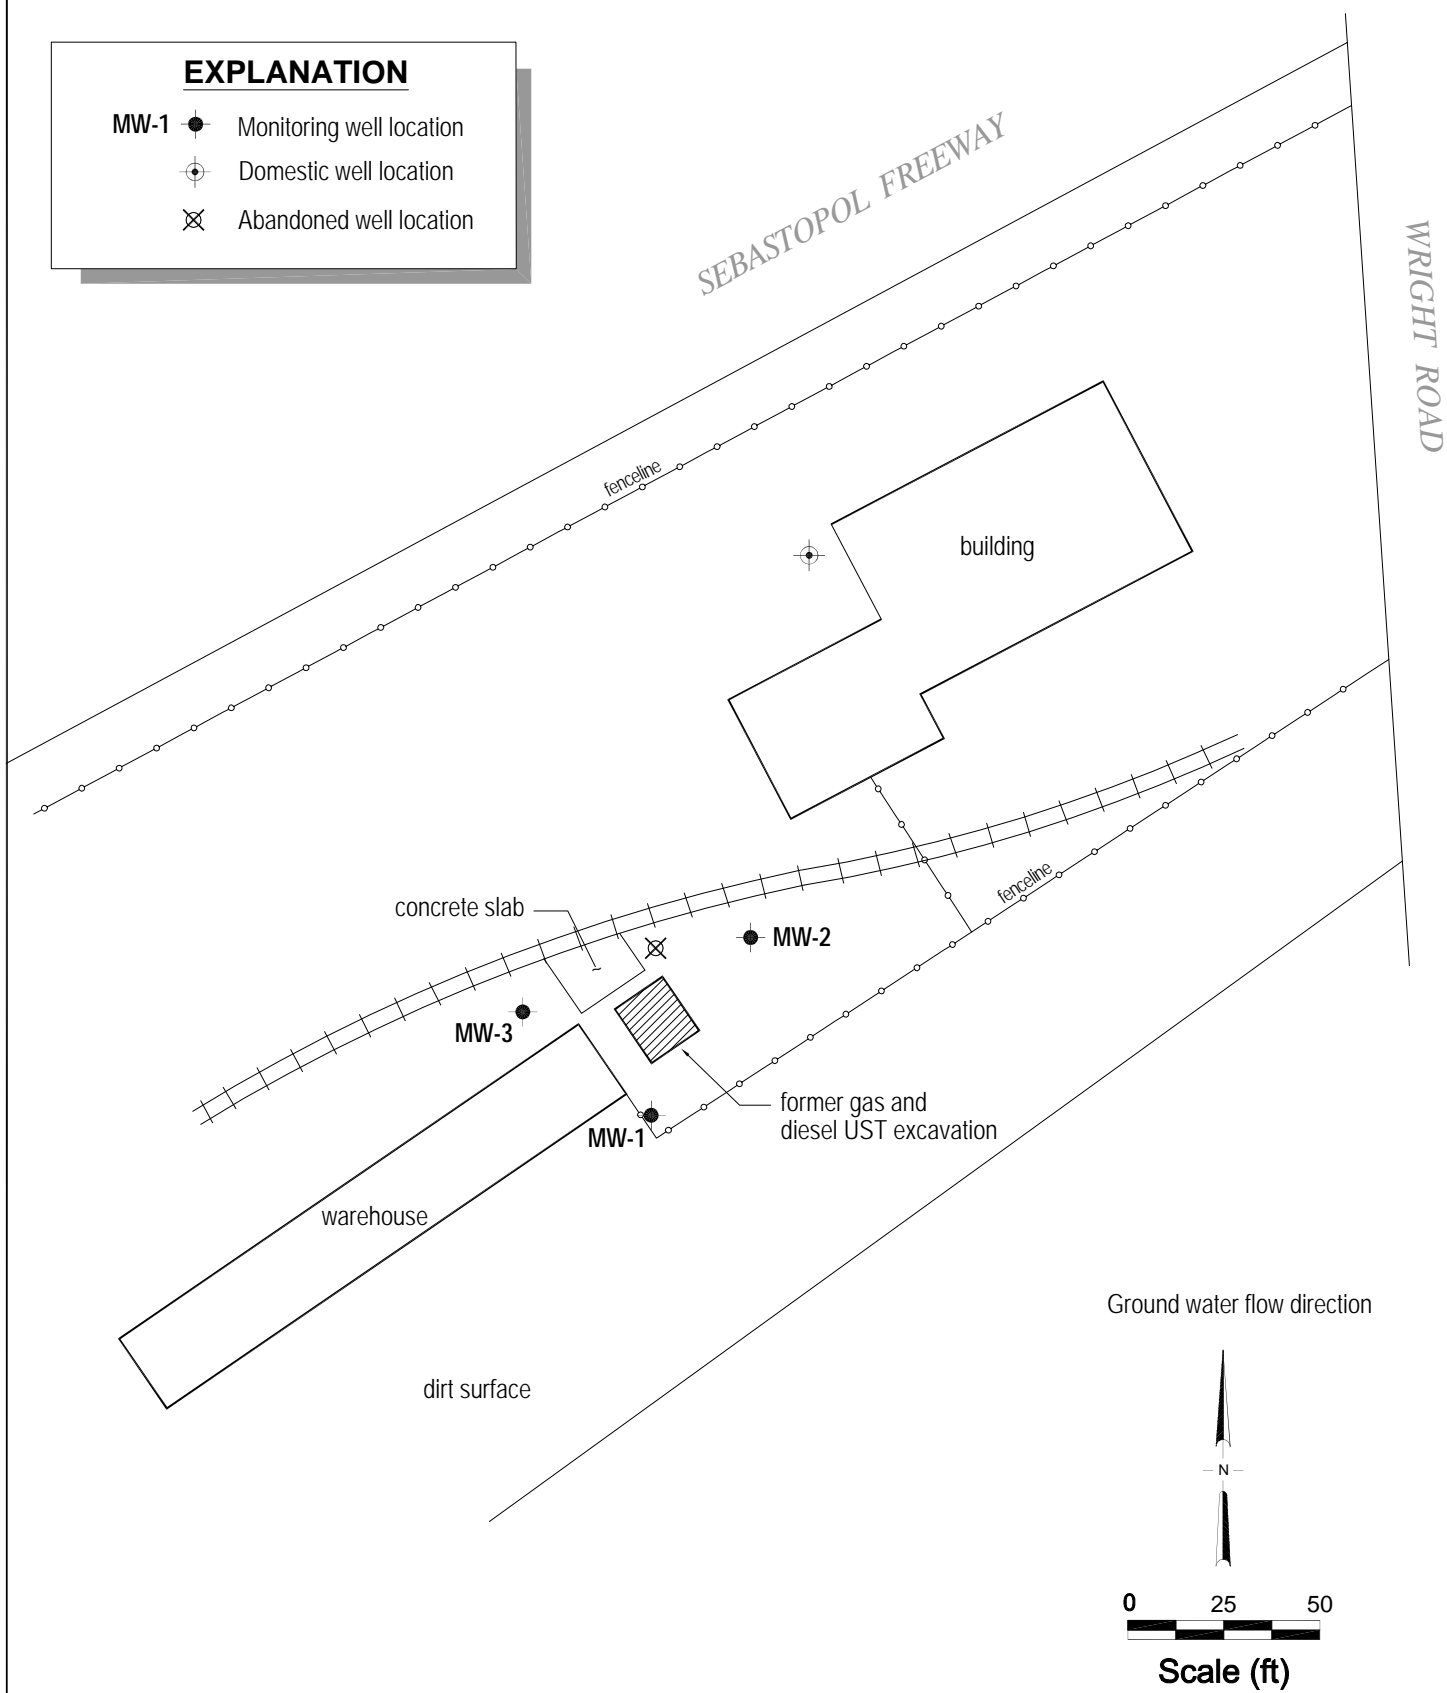 EXPLANATION
MW-1 Monitoring well location
Domestic well location
Abandoned well location
SEBASTOPOL FREEWAY
WRIGHT ROAD
fenceline
building
fenceline
concrete slab
MW-2
MW-3
former gas and
diesel UST excavation
MW-1
warehouse
Ground water flow direction
dirt surface
N
0 25 50
Scale (ft)